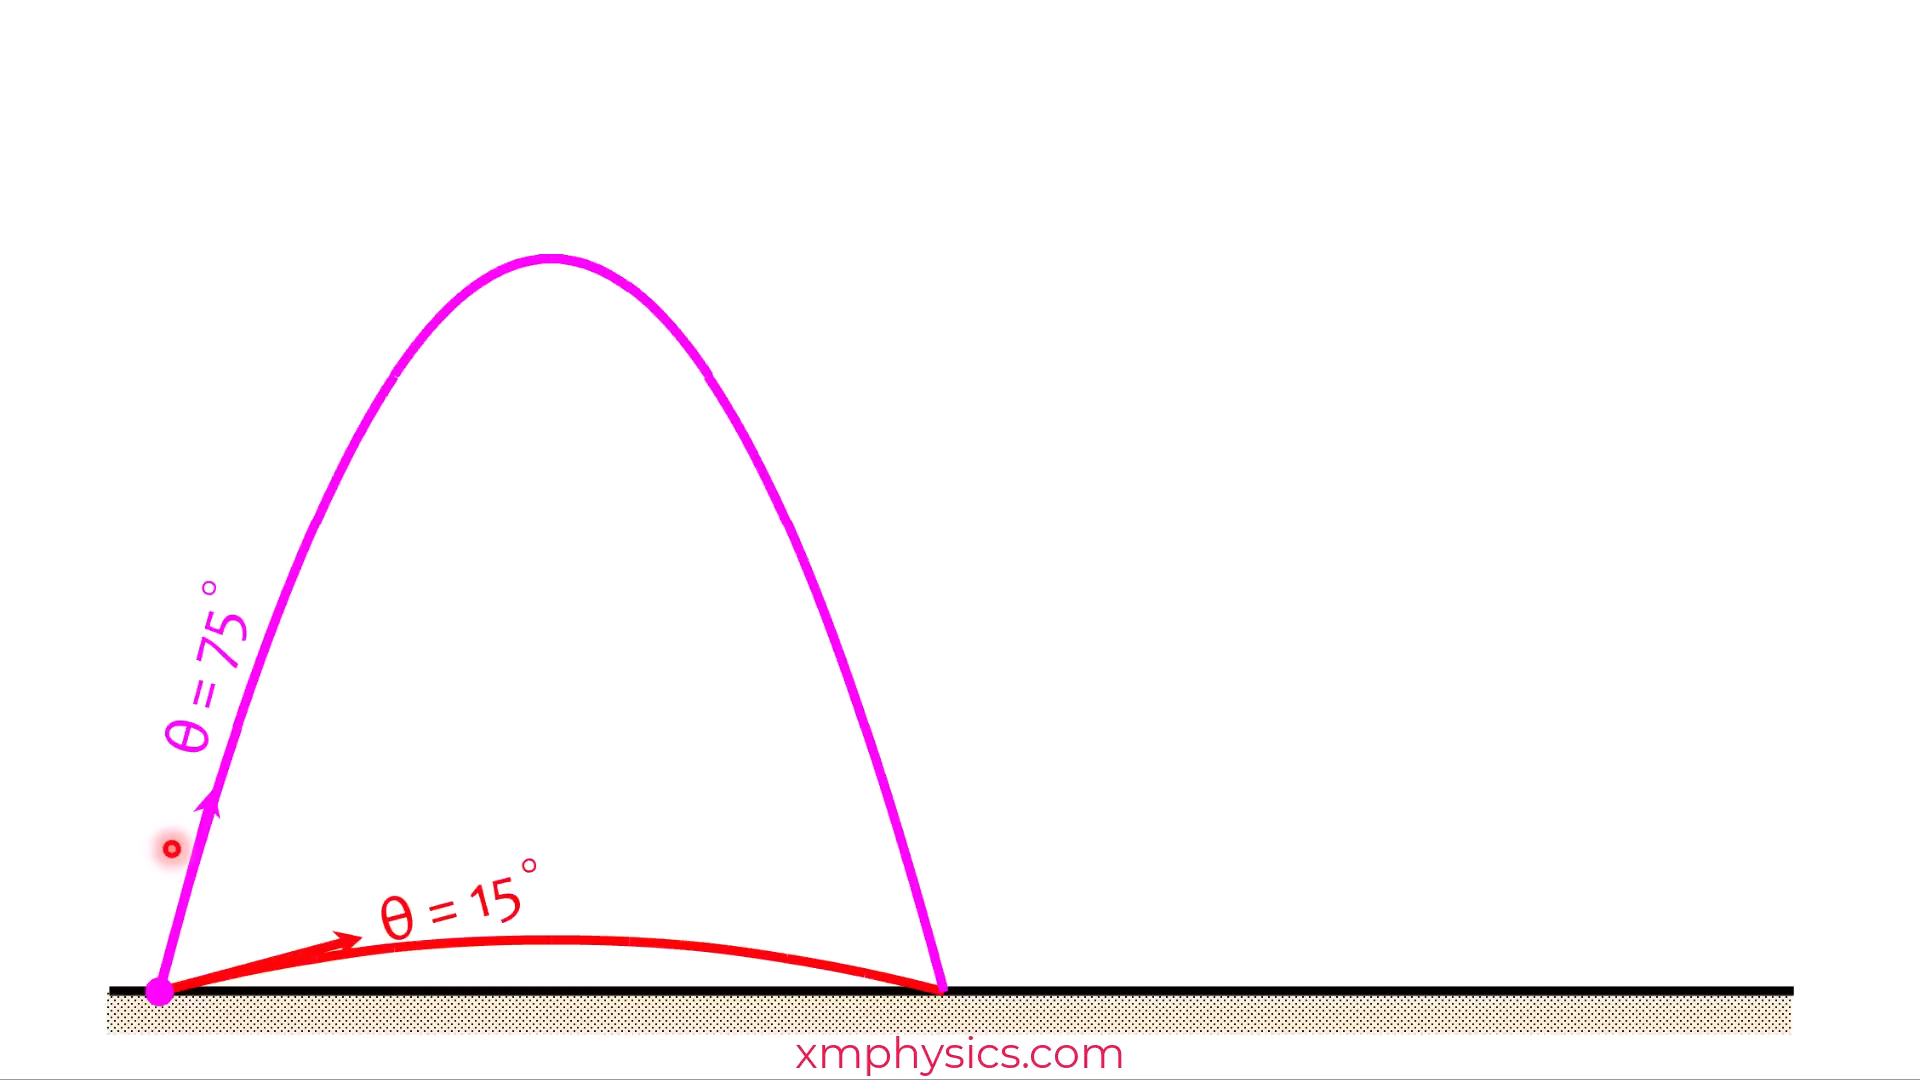 θ = 75°
θ = 15°
xmphysics.com